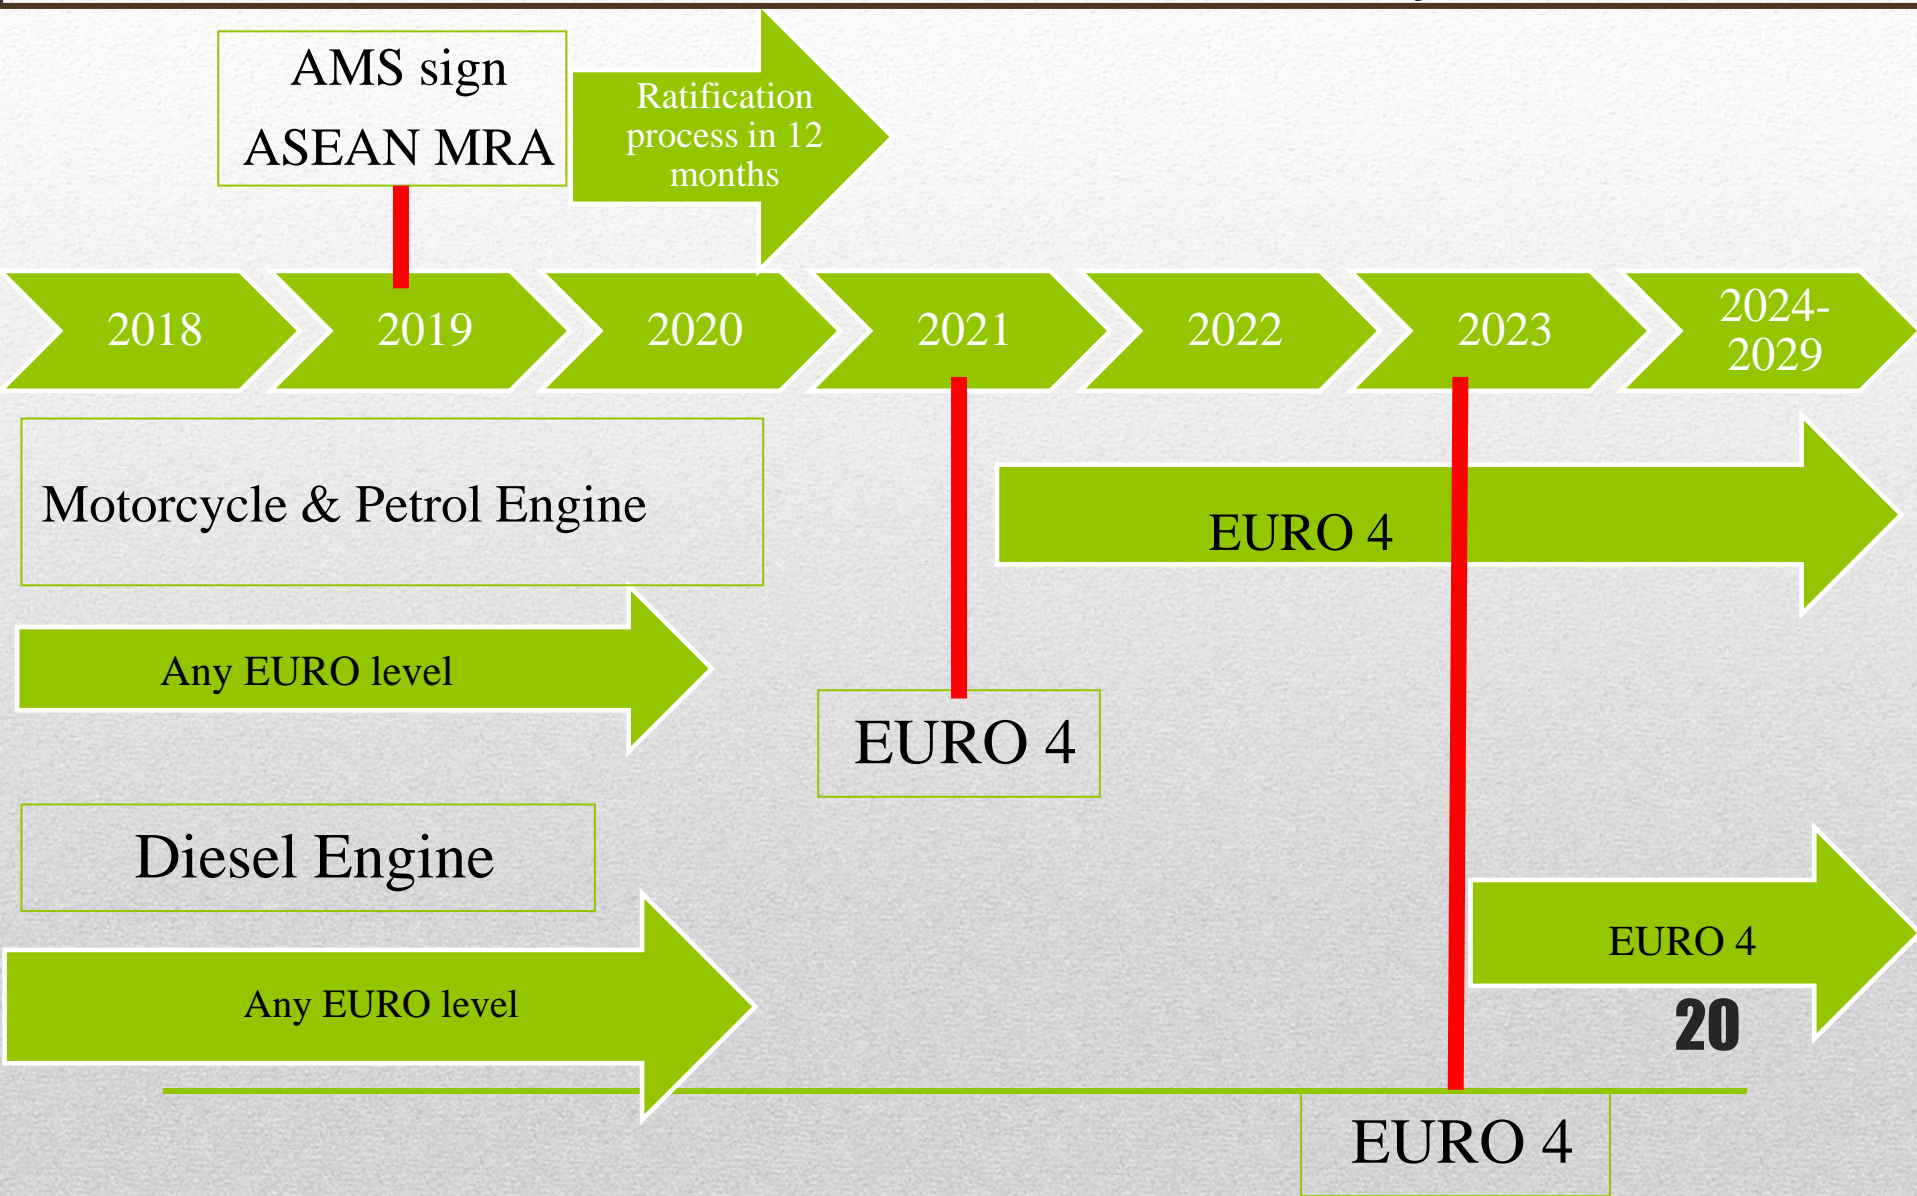 AMS sign
ASEAN MRA
Ratification
process in 12
months
2018
2019
2020
2021
2022
2023
2024-
2029
Motorcycle & Petrol Engine
EURO 4
Any EURO level
EURO 4
Diesel Engine
EURO 4
Any EURO level
20
EURO 4